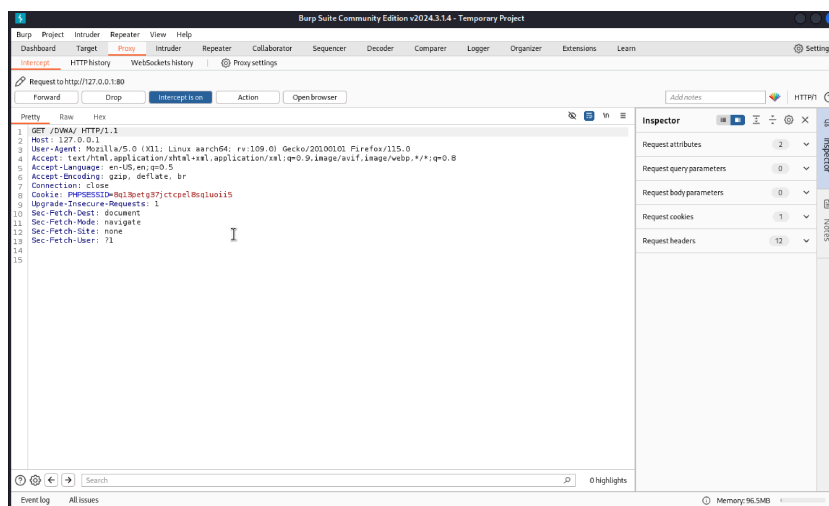 Burp Suite Community Edition v2024.3.1.4 - Temporary Project
Burp Project Intruder Repeater View Help
Dashboard Target Proxy Intruder Repeater Collaborator Sequencer Decoder Comparer Logger Organizer Extensions Learn Setting
Intercept HTTP history WebSockets history Proxy settings
Request to http://127.0.0.1:80
Forward Drop Intercept is on Action Open browser Add notes HTTP/1
Pretty Raw Hex \n
Inspector
1 GET /DVWA/ HTTP/1.1
2 Host: 127.0.0.1
3 User-Agent: Mozilla/5.0 (X11; Linux aarch64; rv:109.0) Gecko/20100101 Firefox/115.0
4 Accept: text/html,application/xhtml+xml,application/xml;q=0.9,image/avif,image/webp,*/*;q=0.8
5 Accept-Language: en-US,en;q=0.5
6 Accept-Encoding: gzip, deflate, br
7 Connection: close
8 Cookie: PHPSESSID=8q13petg37jctcpel8sq1uoii5
9 Upgrade-Insecure-Requests: 1
10 Sec-Fetch-Dest: document
11 Sec-Fetch-Mode: navigate
12 Sec-Fetch-Site: none
13 Sec-Fetch-User: ?1
14
15
Request attributes 2
Request query parameters 0
Request body parameters 0
Request cookies 1
Request headers 12
Inspector
Notes
Search 0 highlights
Event log All issues Memory: 96.5MB